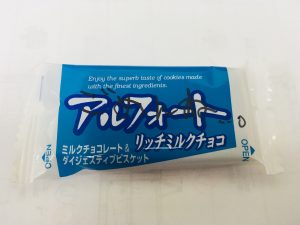 Enjoy the superb taste of cookies made
with the finest ingredients.
アルフォート
リッチミルクチョコ
ミルクチョコレート&
ダイジェスティブビスケット
OPEN
OPEN